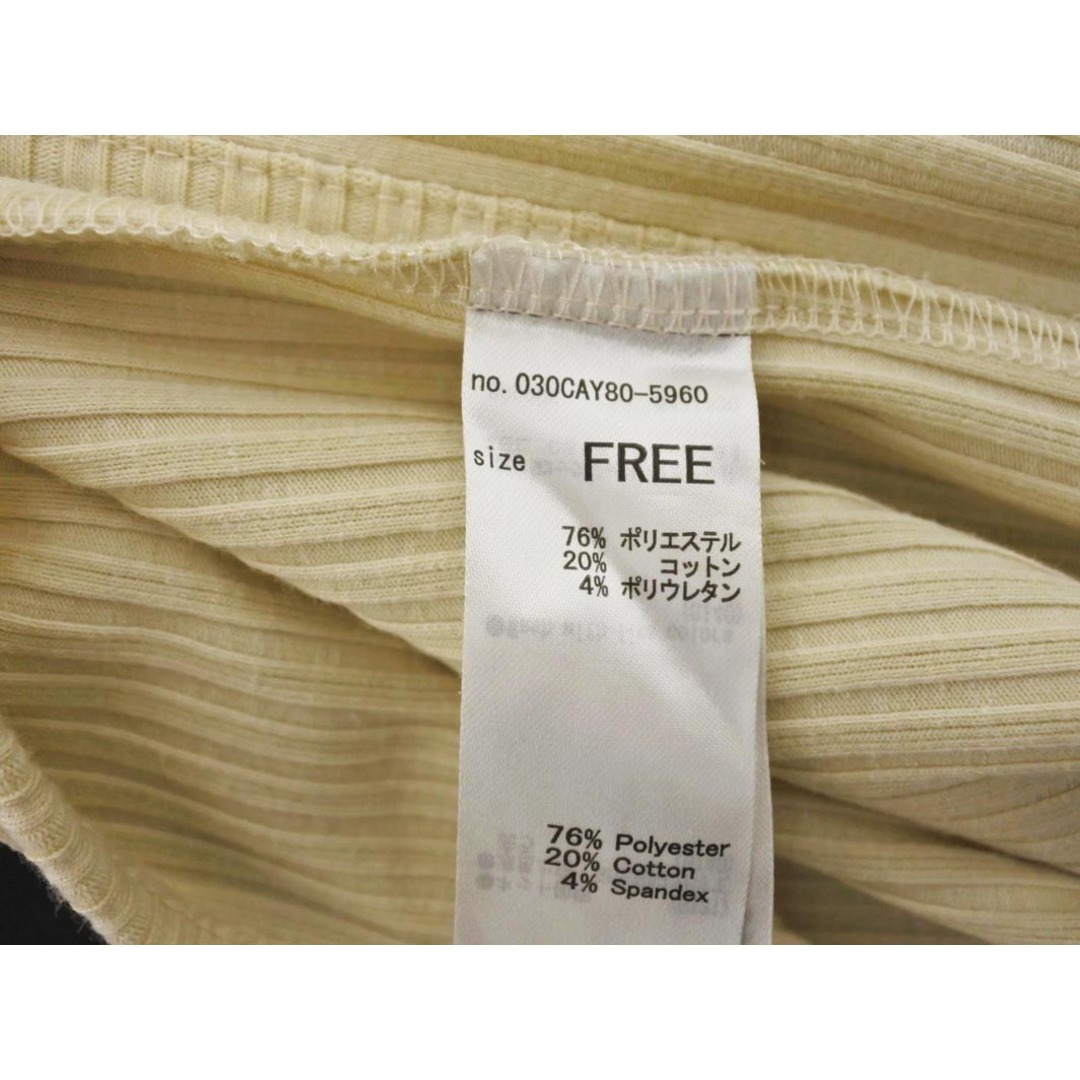 no. 030CAY80-5960
size FREE
76% ポリエステル
20% コットン
4% ポリウレタン
76% Polyester
20% Cotton
4% Spandex